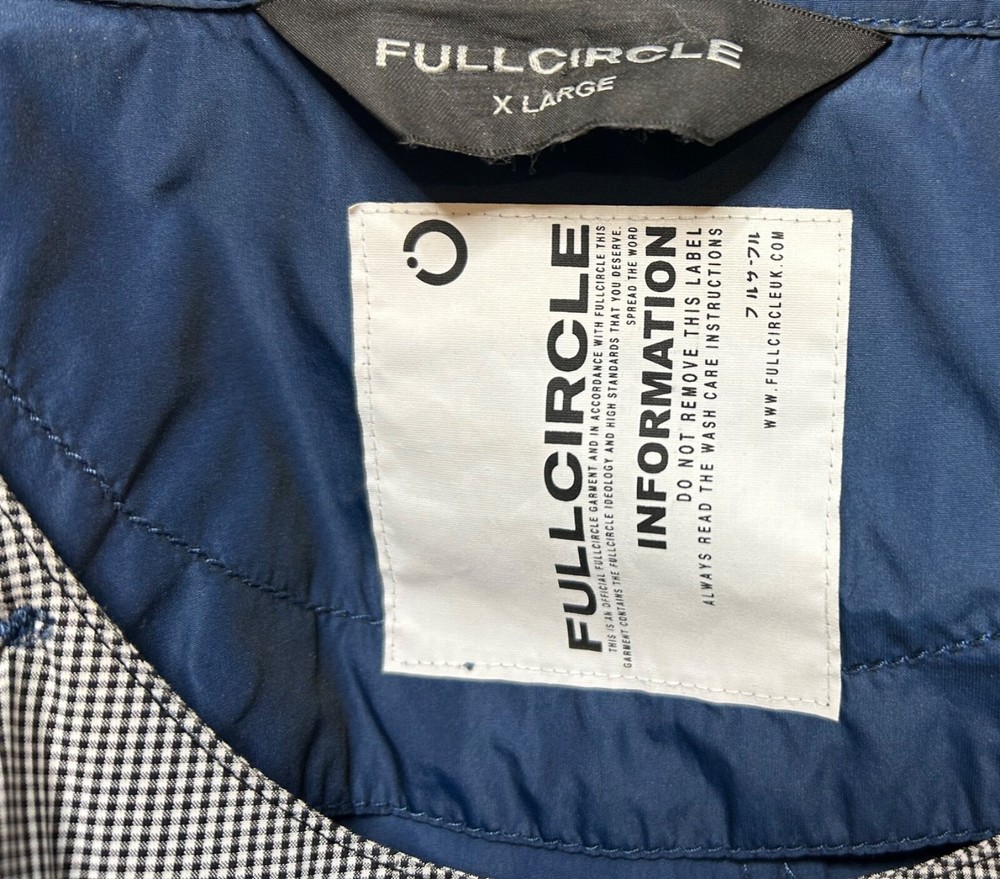 FULLCIRCLE
X LARGE
FULLCIRCLE
THIS IS AN OFFICIAL FULLCIRCLE GARMENT AND IN ACCORDANCE WITH FULLCIRCLE THIS
GARMENT CONTAINS THE FULLCIRCLE IDEOLOGY AND HIGH STANDARDS THAT YOU DESERVE.
SPREAD THE WORD
INFORMATION
DO NOT REMOVE THIS LABEL
ALWAYS READ THE WASH CARE INSTRUCTIONS
フルサ-フル
WWW.FULLCIRCLEUK.COM